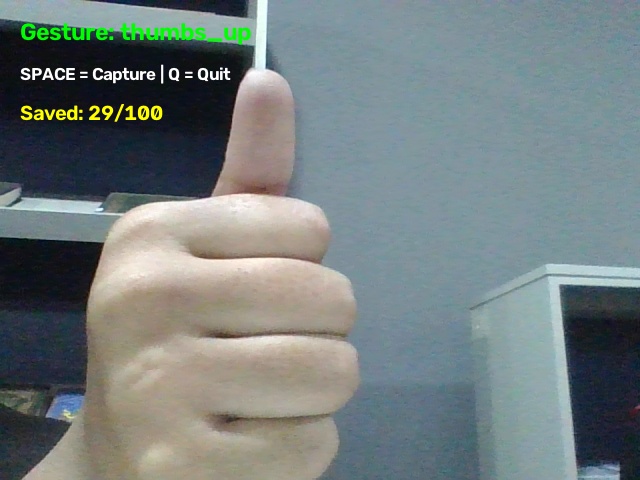 Gesture: thumbs_up
SPACE = Capture | Q = Quit
Saved: 29/100